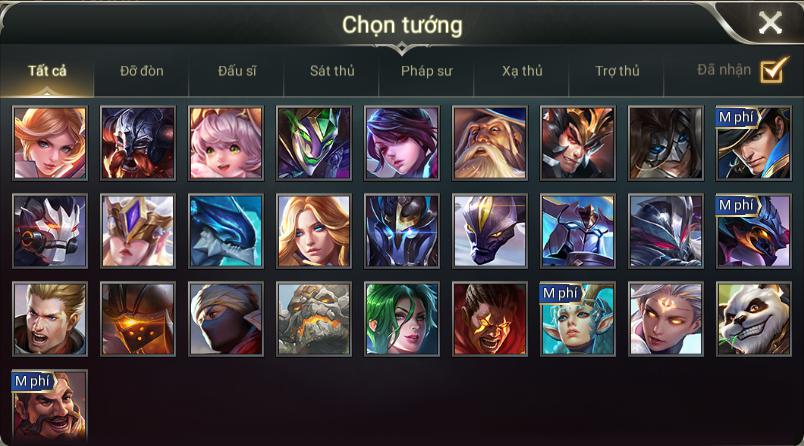 Chọn tướng
Tất cả
Đỡ đòn
Đấu sĩ
Sát thủ
Pháp sư
Xạ thủ
Trợ thủ
Đã nhận
M phí
M phí
M phí
M phí